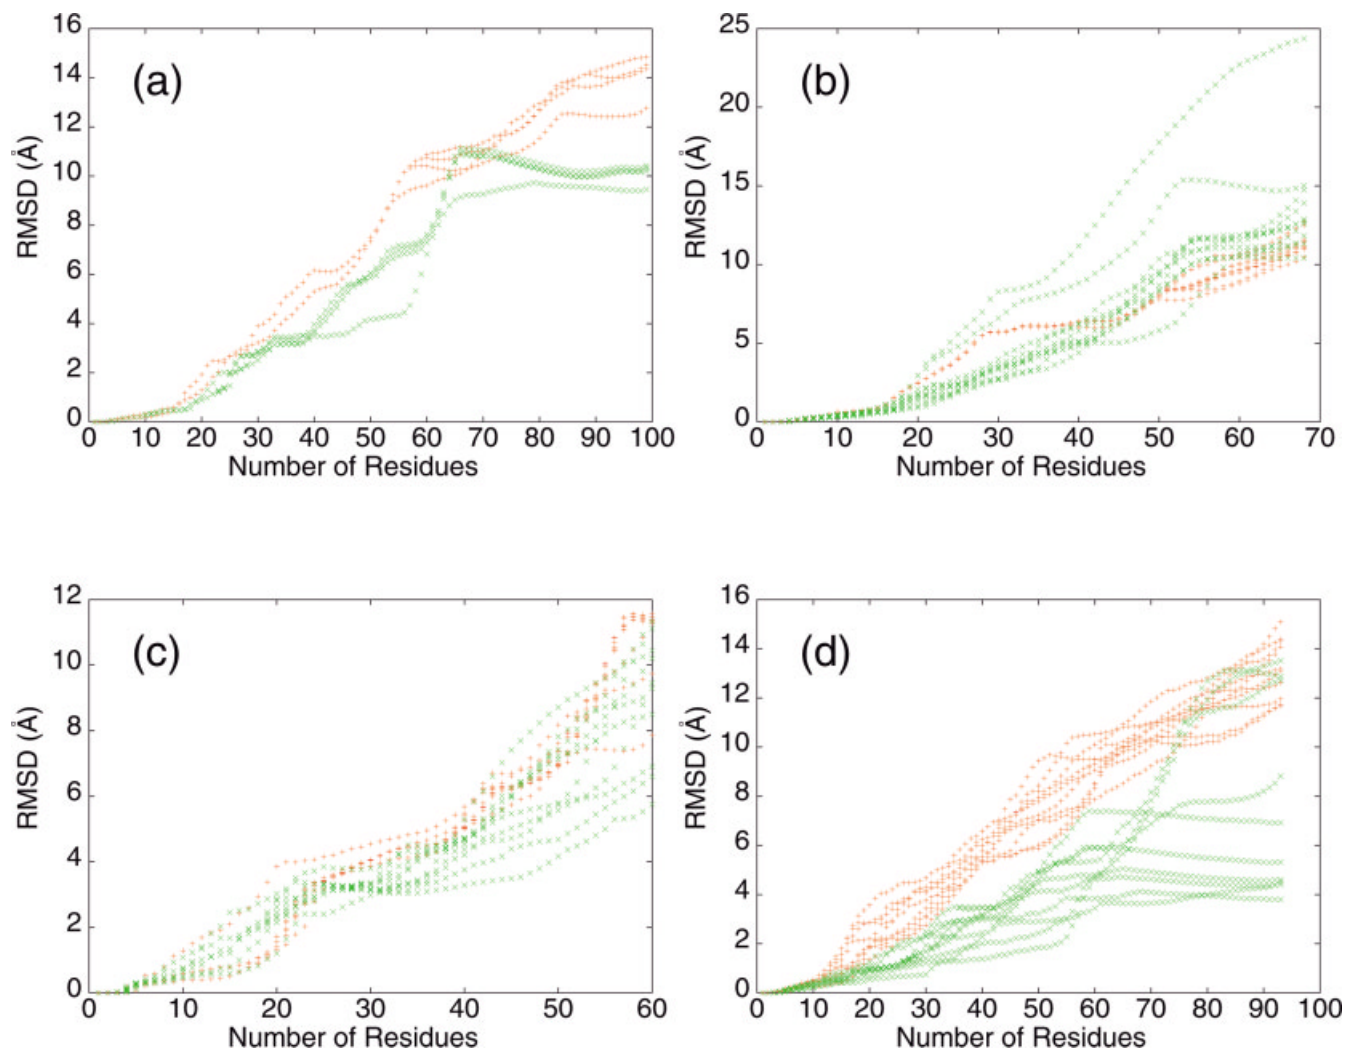 (a)
RMSD (Å)
16
14
12
10
8
6
4
2
0
0 10 20 30 40 50 60 70 80 90 100
Number of Residues
(b)
RMSD (Å)
25
20
15
10
5
0
0 10 20 30 40 50 60 70
Number of Residues
(c)
RMSD (Å)
12
10
8
6
4
2
0
0 10 20 30 40 50 60
Number of Residues
(d)
RMSD (Å)
16
14
12
10
8
6
4
2
0
0 10 20 30 40 50 60 70 80 90 100
Number of Residues